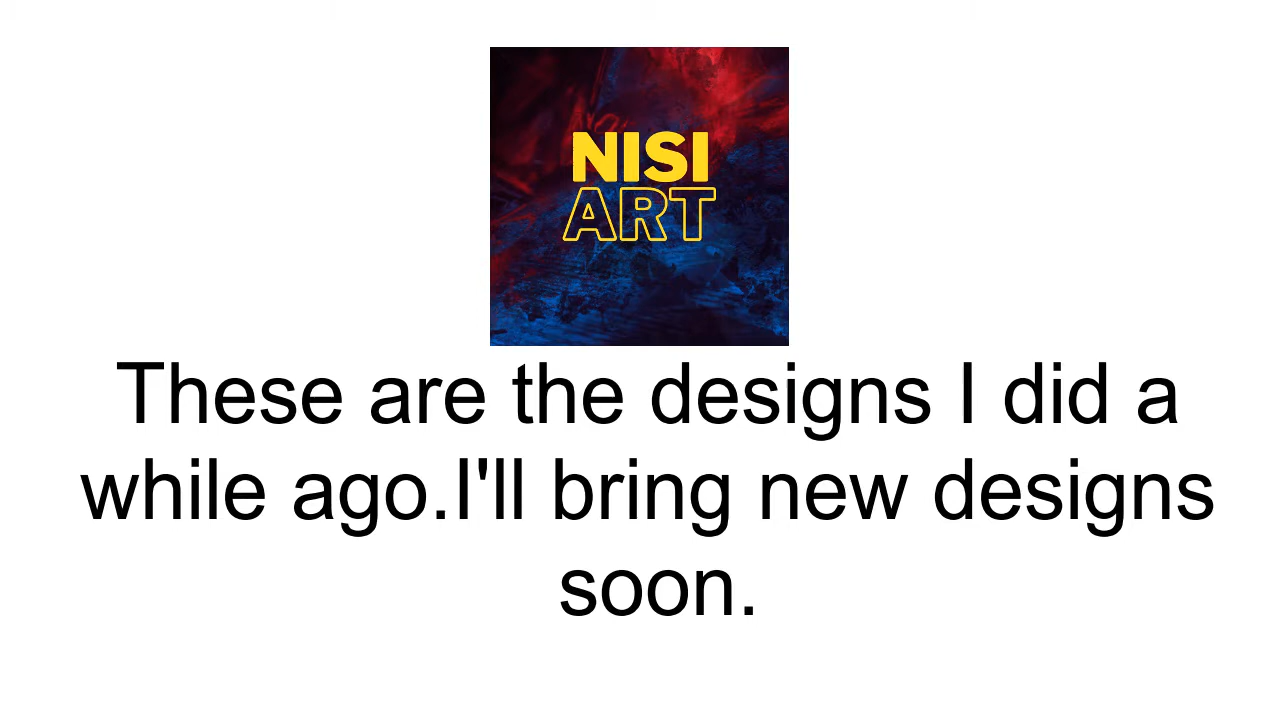 NISI
ART
These are the designs I did a
while ago.I'll bring new designs
soon.